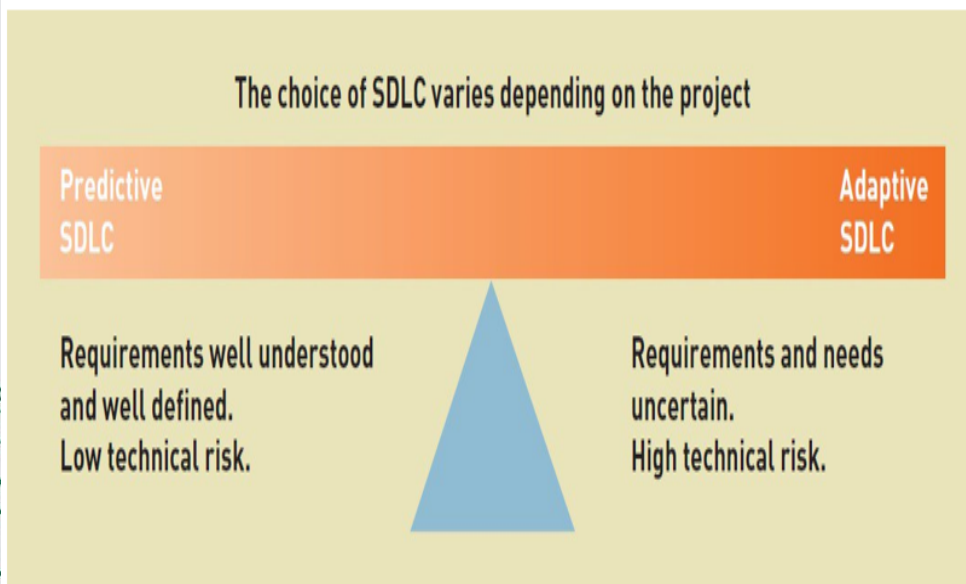 The choice of SDLC varies depending on the project
Predictive
SDLC
Adaptive
SDLC
Requirements well understood
and well defined.
Low technical risk.
Requirements and needs
uncertain.
High technical risk.